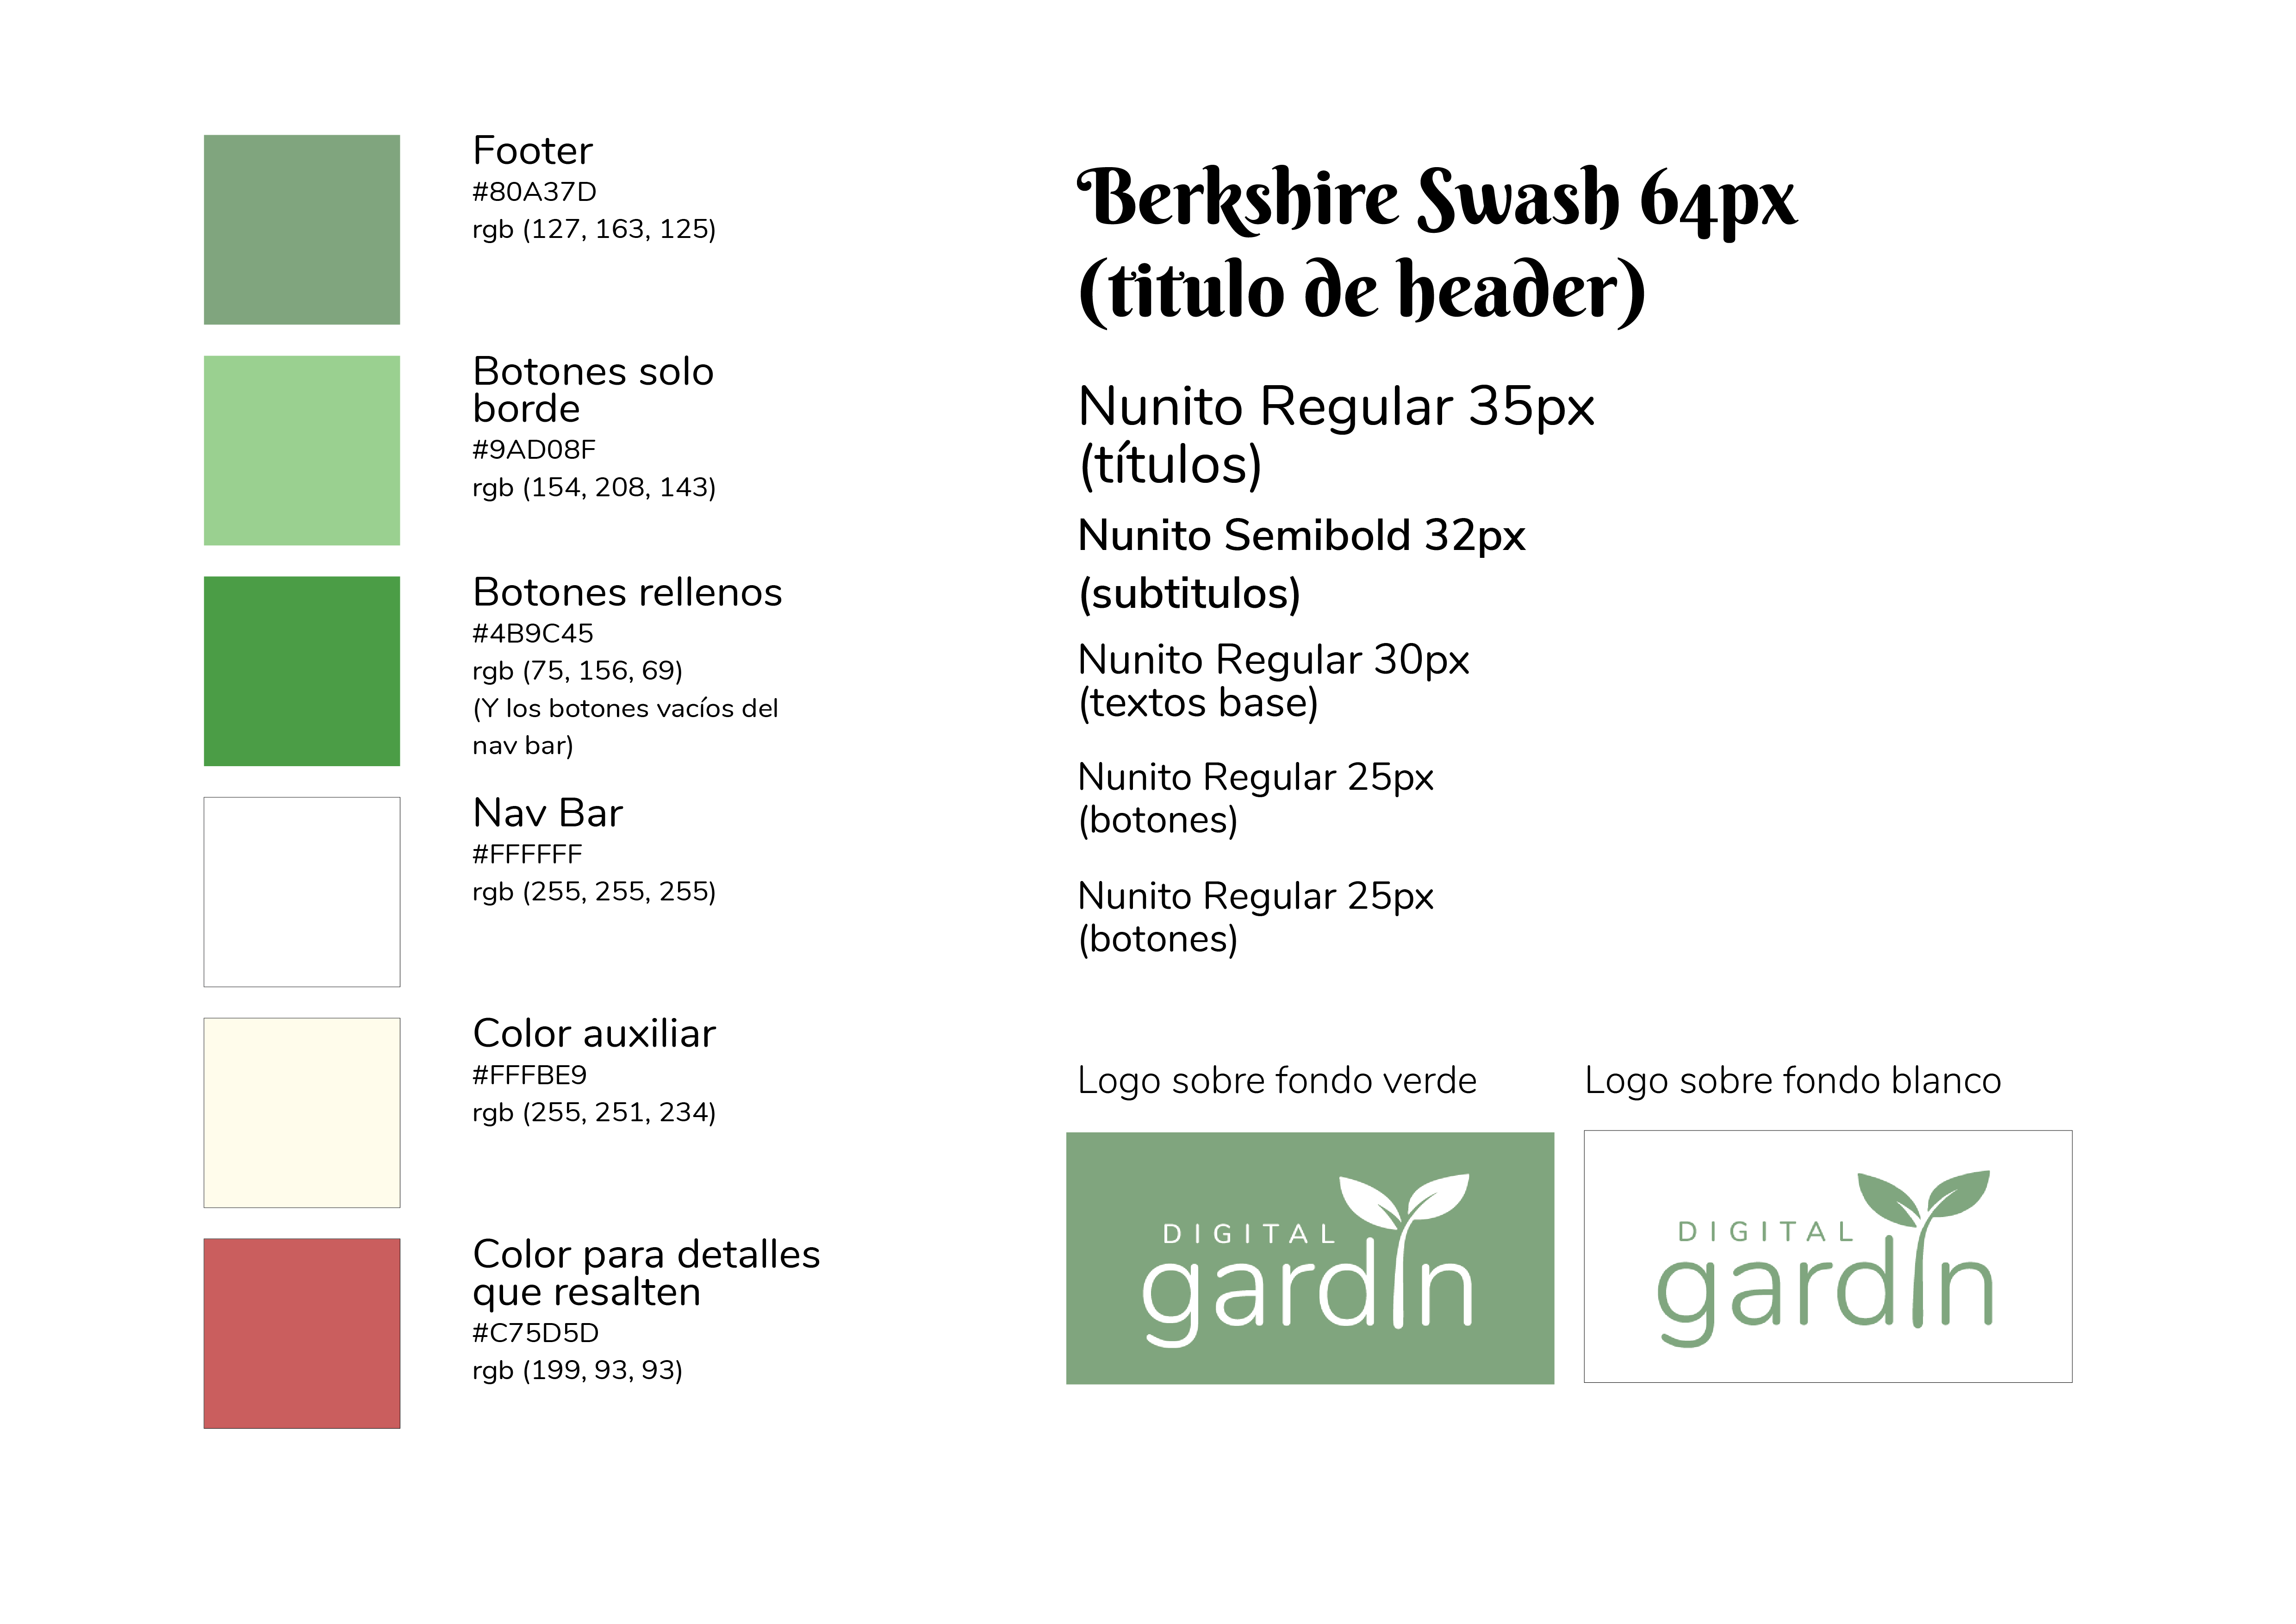 Footer
#80A37D
rgb (127, 163, 125)
Botones solo
borde
#9AD08F
rgb (154, 208, 143)
Botones rellenos
#4B9C45
rgb (75, 156, 69)
(Y los botones vacíos del
nav bar)
Nav Bar
#FFFFFF
rgb (255, 255, 255)
Color auxiliar
#FFFBE9
rgb (255, 251, 234)
Color para detalles
que resalten
#C75D5D
rgb (199, 93, 93)
Berkshire Swash 64px
(titulo de header)
Nunito Regular 35px
(títulos)
Nunito Semibold 32px
(subtitulos)
Nunito Regular 30px
(textos base)
Nunito Regular 25px
(botones)
Nunito Regular 25px
(botones)
Logo sobre fondo verde
DIGITAL
gardın
Logo sobre fondo blanco
DIGITAL
gardın